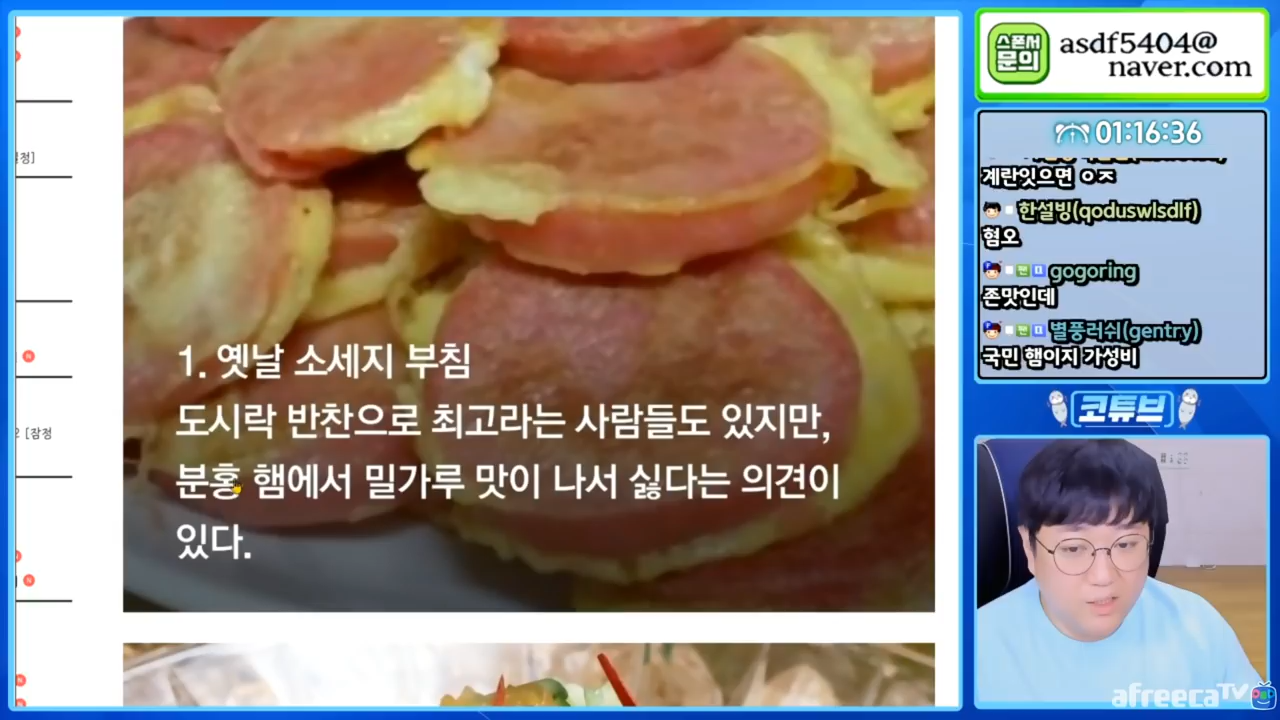 스폰서
문의
asdf5404@
naver.com
01:16:36
계란잇으면 ㅇㅈ
한설빙(qoduswlsdlf)
혐오
gogoring
존맛인데
별풍러쉬(gentry)
국민 햄이지 가성비
코튜브
1. 옛날 소세지 부침
도시락 반찬으로 최고라는 사람들도 있지만,
분홍 햄에서 밀가루 맛이 나서 싫다는 의견이
있다.
[잠정
afreecaTV